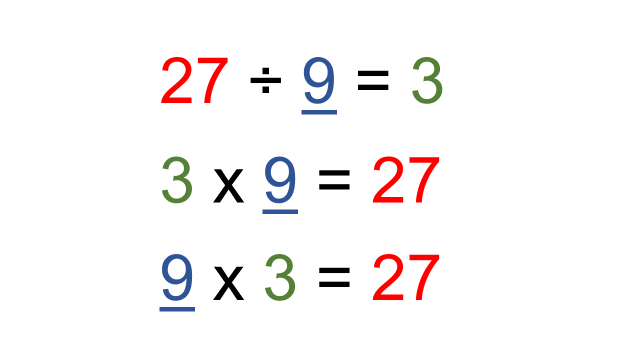 27 ÷ 9 = 3
3 x 9 = 27
9 x 3 = 27